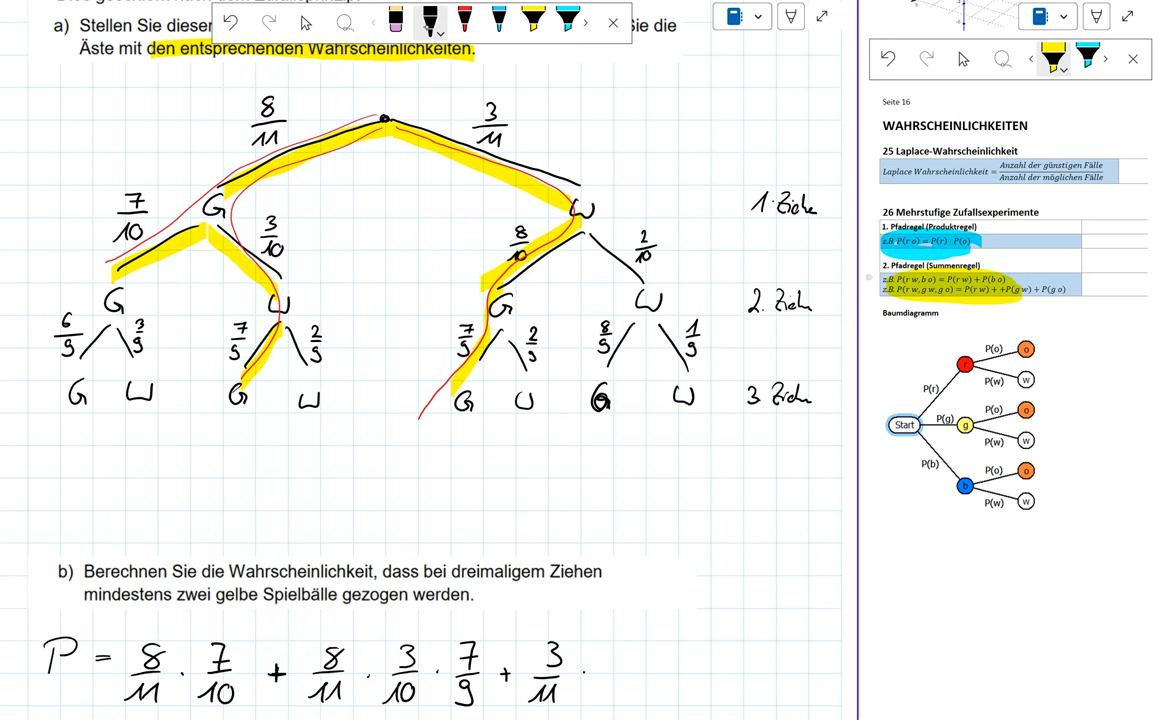 a) Stellen Sie diesen ie die
Äste mit den entsprechenden Wahrscheinlichkeiten.
8/11 3/11
7/10 G 3/10 8/10 W 2/10 1. Ziehe
G W G W 2. Ziehe
6/9 3/9 7/9 2/9 7/9 2/9 8/9 1/9
G W G W G W G W 3. Ziehe
b) Berechnen Sie die Wahrscheinlichkeit, dass bei dreimaligem Ziehen
mindestens zwei gelbe Spielbälle gezogen werden.
P = 8/11 · 7/10 + 8/11 · 3/10 · 7/9 + 3/11 ·
Seite 16
WAHRSCHEINLICHKEITEN
25 Laplace-Wahrscheinlichkeit
Laplace Wahrscheinlichkeit = Anzahl der günstigen Fälle / Anzahl der möglichen Fälle
26 Mehrstufige Zufallsexperimente
1. Pfadregel (Produktregel)
z.B. P(r o) = P(r) · P(o)
2. Pfadregel (Summenregel)
z.B. P(r w, b o) = P(r w) + P(b o)
z.B. P(r w, g w, g o) = P(r w) + +P(g w) + P(g o)
Baumdiagramm
P(o) o
r
P(r) P(w) w
P(o) o
Start P(g) g
P(w) w
P(b) P(o) o
b
P(w) w